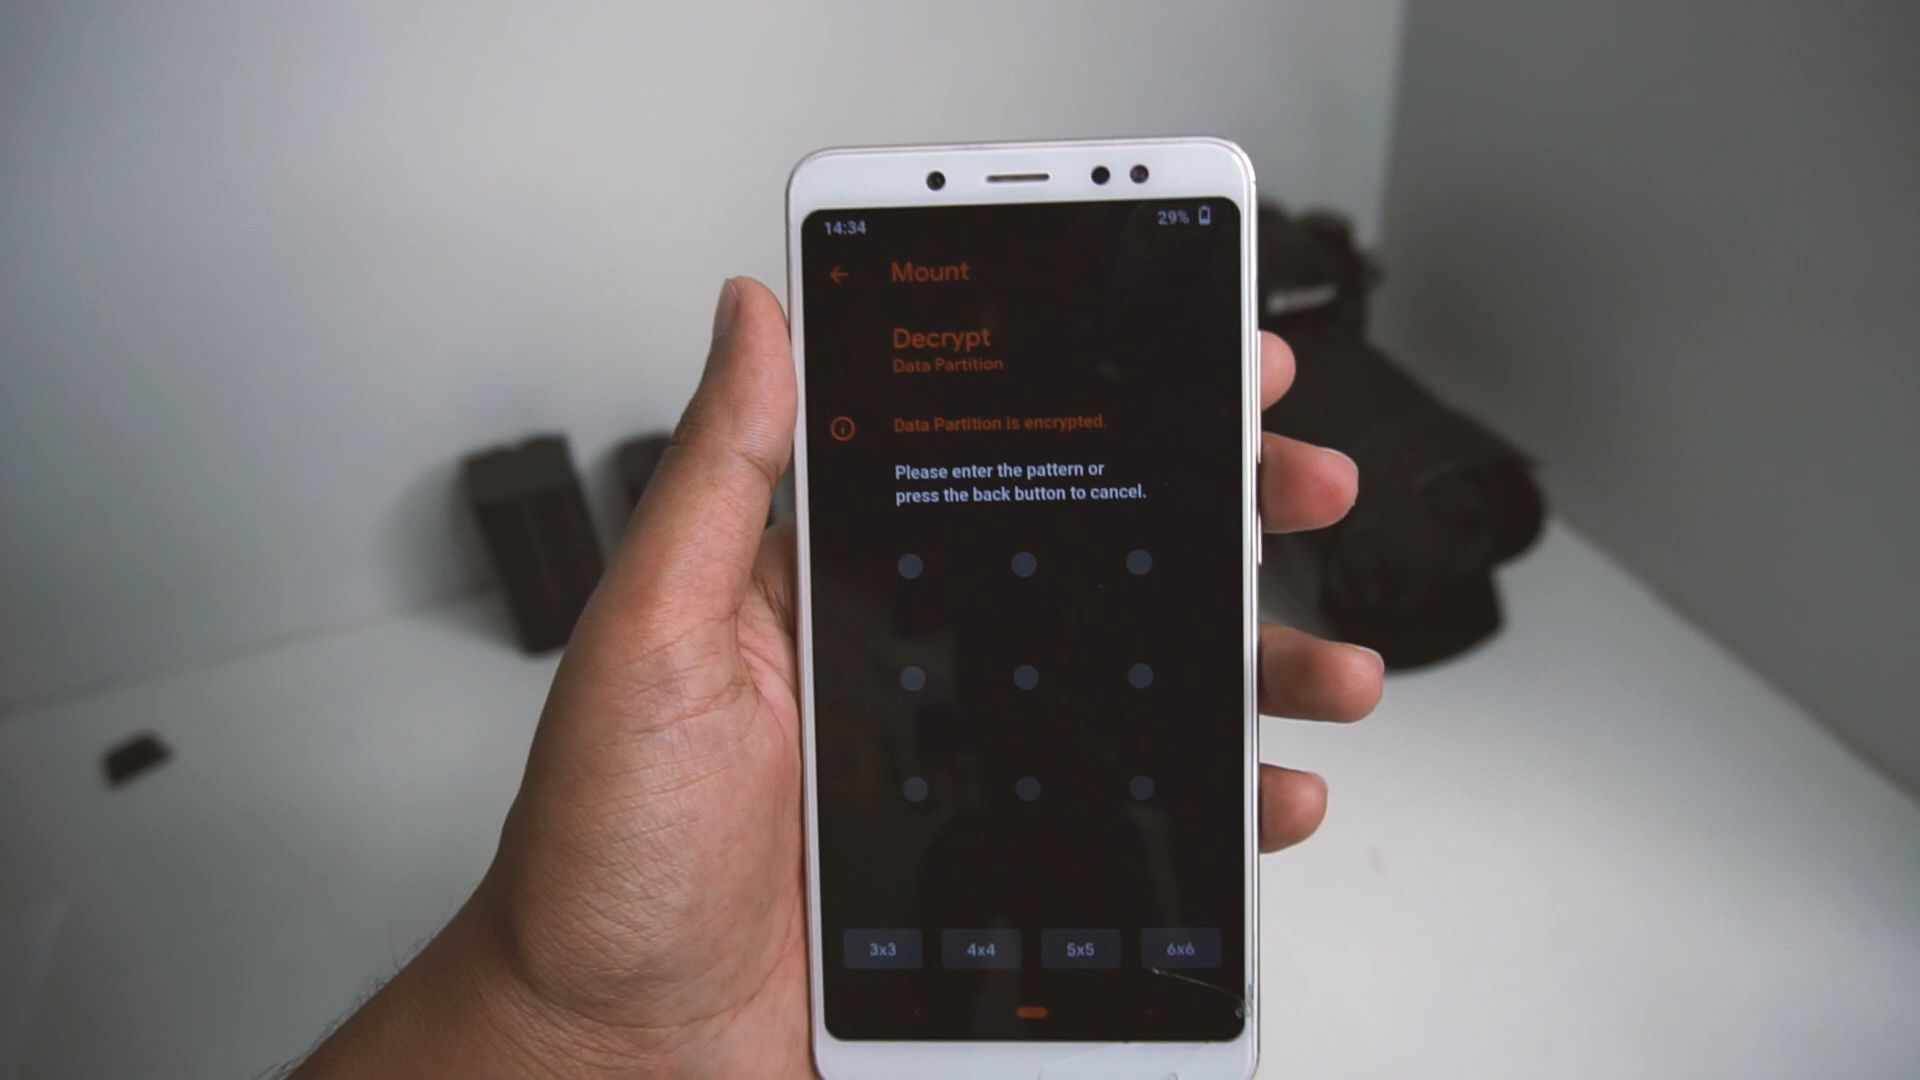 14:34
29%
Mount
Decrypt
Data Partition
Data Partition is encrypted.
Please enter the pattern or
press the back button to cancel.
3x3
4x4
5x5
6x6